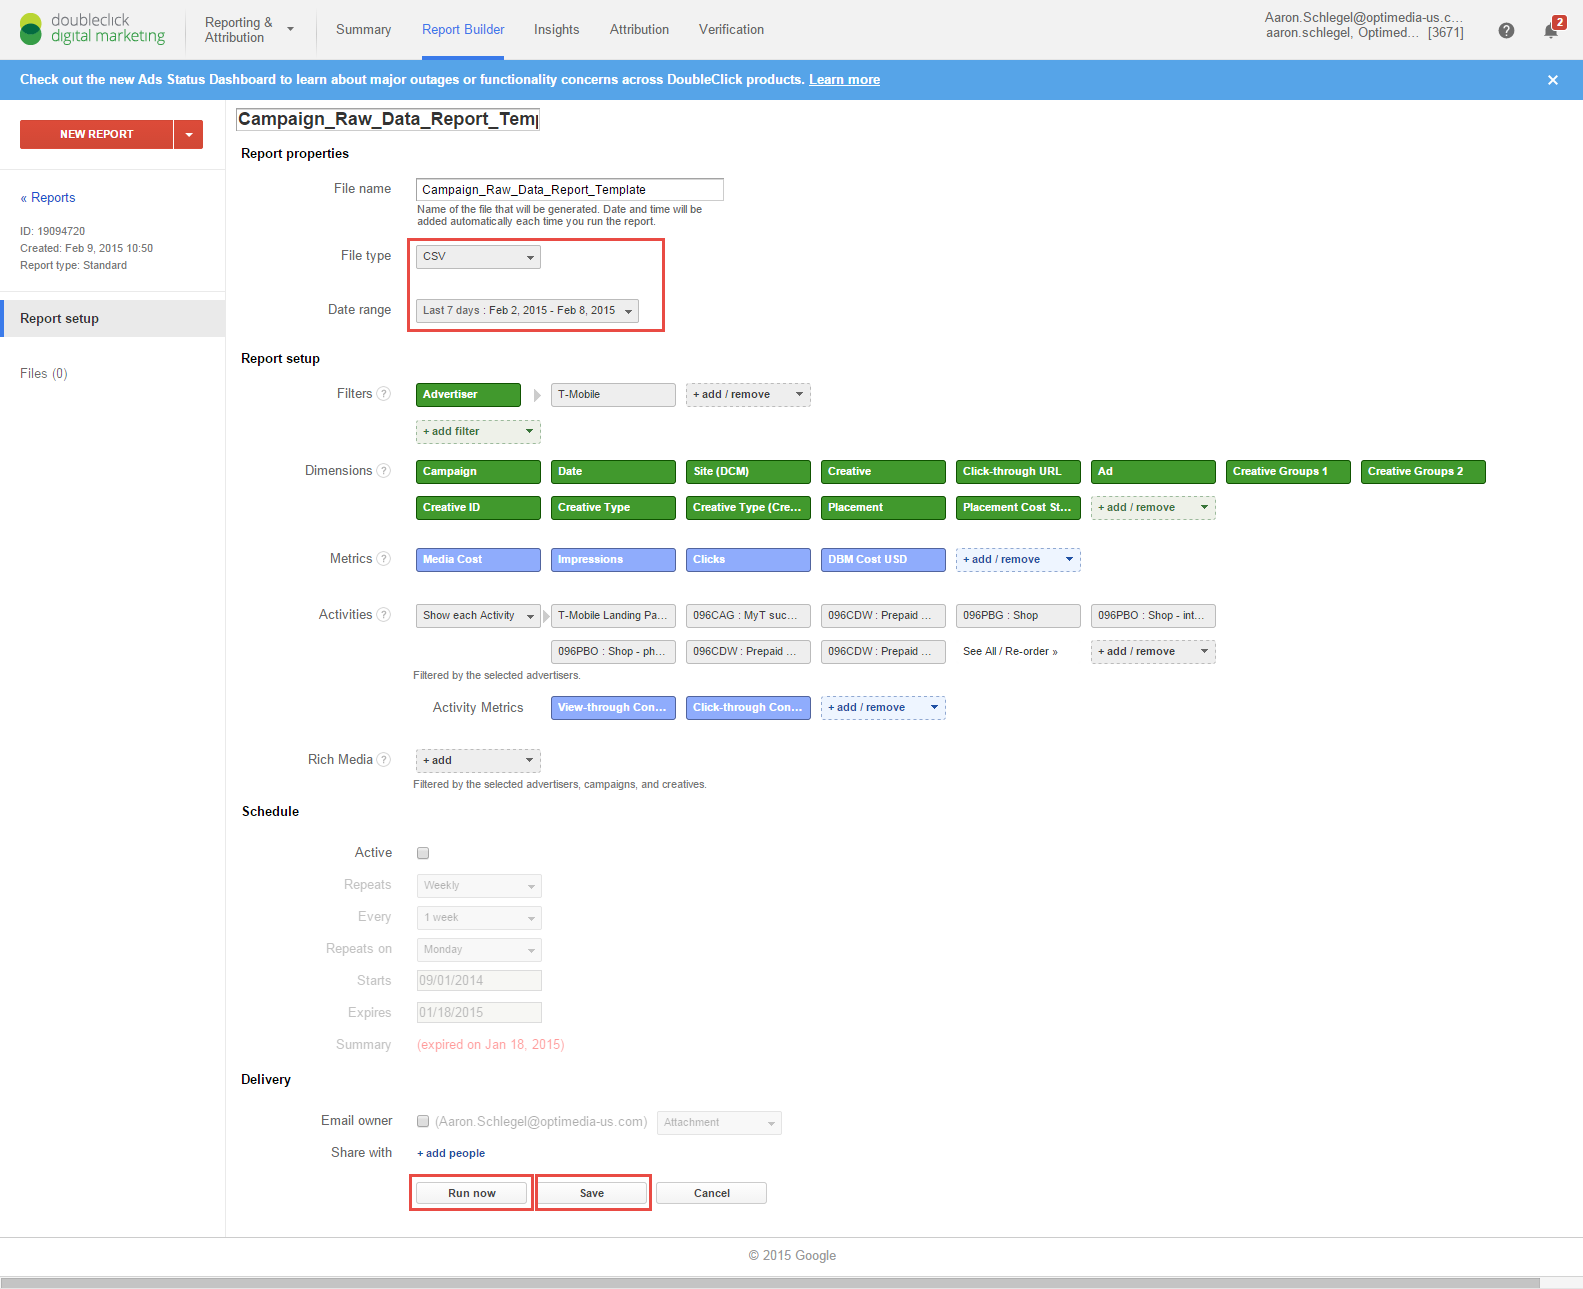 doubleclick
digital marketing
Reporting &
Attribution
Summary
Report Builder
Insights
Attribution
Verification
Aaron.Schlegel@optimedia-us.c...
aaron.schlegel, Optimed... [3671]
?
2
Check out the new Ads Status Dashboard to learn about major outages or functionality concerns across DoubleClick products. Learn more
NEW REPORT
« Reports
ID: 19094720
Created: Feb 9, 2015 10:50
Report type: Standard
Report setup
Files (0)
Campaign_Raw_Data_Report_Temp
Report properties
File name
Campaign_Raw_Data_Report_Template
Name of the file that will be generated. Date and time will be
added automatically each time you run the report.
File type
CSV
Date range
Last 7 days : Feb 2, 2015 - Feb 8, 2015
Report setup
Filters ?
Advertiser
T-Mobile
+ add / remove
+ add filter
Dimensions ?
Campaign
Date
Site (DCM)
Creative
Click-through URL
Ad
Creative Groups 1
Creative Groups 2
Creative ID
Creative Type
Creative Type (Cre...
Placement
Placement Cost St...
+ add / remove
Metrics ?
Media Cost
Impressions
Clicks
DBM Cost USD
+ add / remove
Activities ?
Show each Activity
T-Mobile Landing Pa...
096CAG : MyT suc...
096CDW : Prepaid ...
096PBG : Shop
096PBO : Shop - int...
096PBO : Shop - ph...
096CDW : Prepaid ...
096CDW : Prepaid ...
See All / Re-order »
+ add / remove
Filtered by the selected advertisers.
Activity Metrics
View-through Con...
Click-through Con...
+ add / remove
Rich Media ?
+ add
Filtered by the selected advertisers, campaigns, and creatives.
Schedule
Active
Repeats
Weekly
Every
1 week
Repeats on
Monday
Starts
09/01/2014
Expires
01/18/2015
Summary
(expired on Jan 18, 2015)
Delivery
Email owner
(Aaron.Schlegel@optimedia-us.com)
Attachment
Share with
+ add people
Run now
Save
Cancel
© 2015 Google